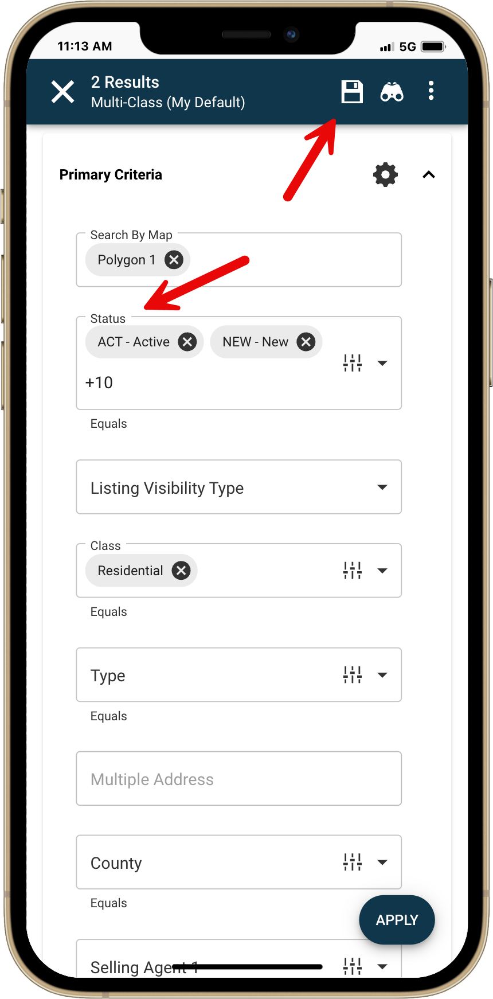 11:13 AM
5G
2 Results
Multi-Class (My Default)
Primary Criteria
Search By Map
Polygon 1
Status
ACT - Active
NEW - New
+10
Equals
Listing Visibility Type
Class
Residential
Equals
Type
Equals
Multiple Address
County
Equals
APPLY
Selling Agent 1